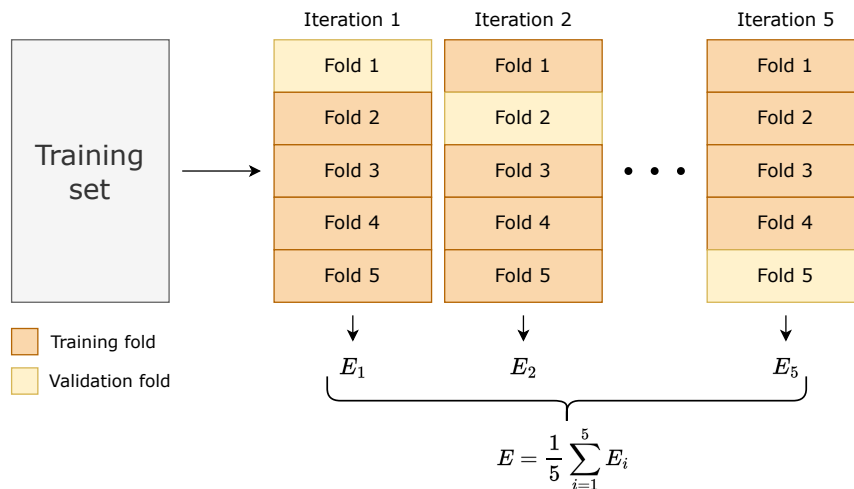 Iteration 1
Iteration 2
Iteration 5
Training
set
Fold 1
Fold 2
Fold 3
Fold 4
Fold 5
Fold 1
Fold 2
Fold 3
Fold 4
Fold 5
• • •
Fold 1
Fold 2
Fold 3
Fold 4
Fold 5
Training fold
Validation fold
E₁
E₂
E₅
E = 1/5 ∑_{i=1}^{5} E_i